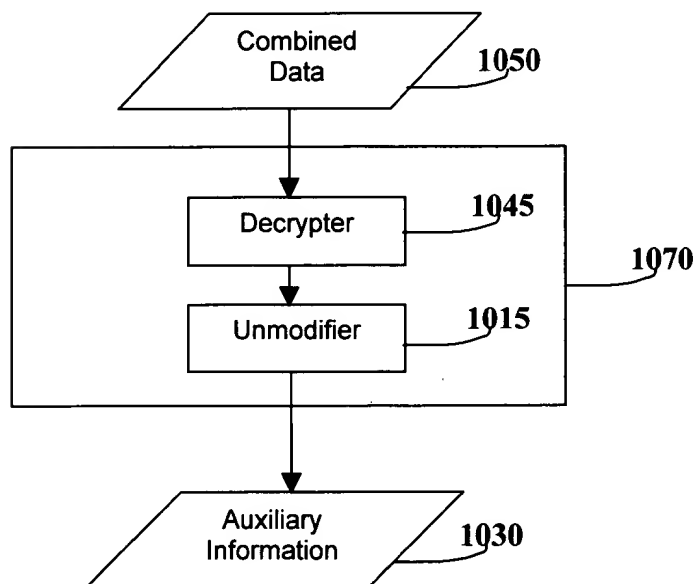 Combined
Data
1050
Decrypter
1045
1070
Unmodifier
1015
Auxiliary
Information
1030